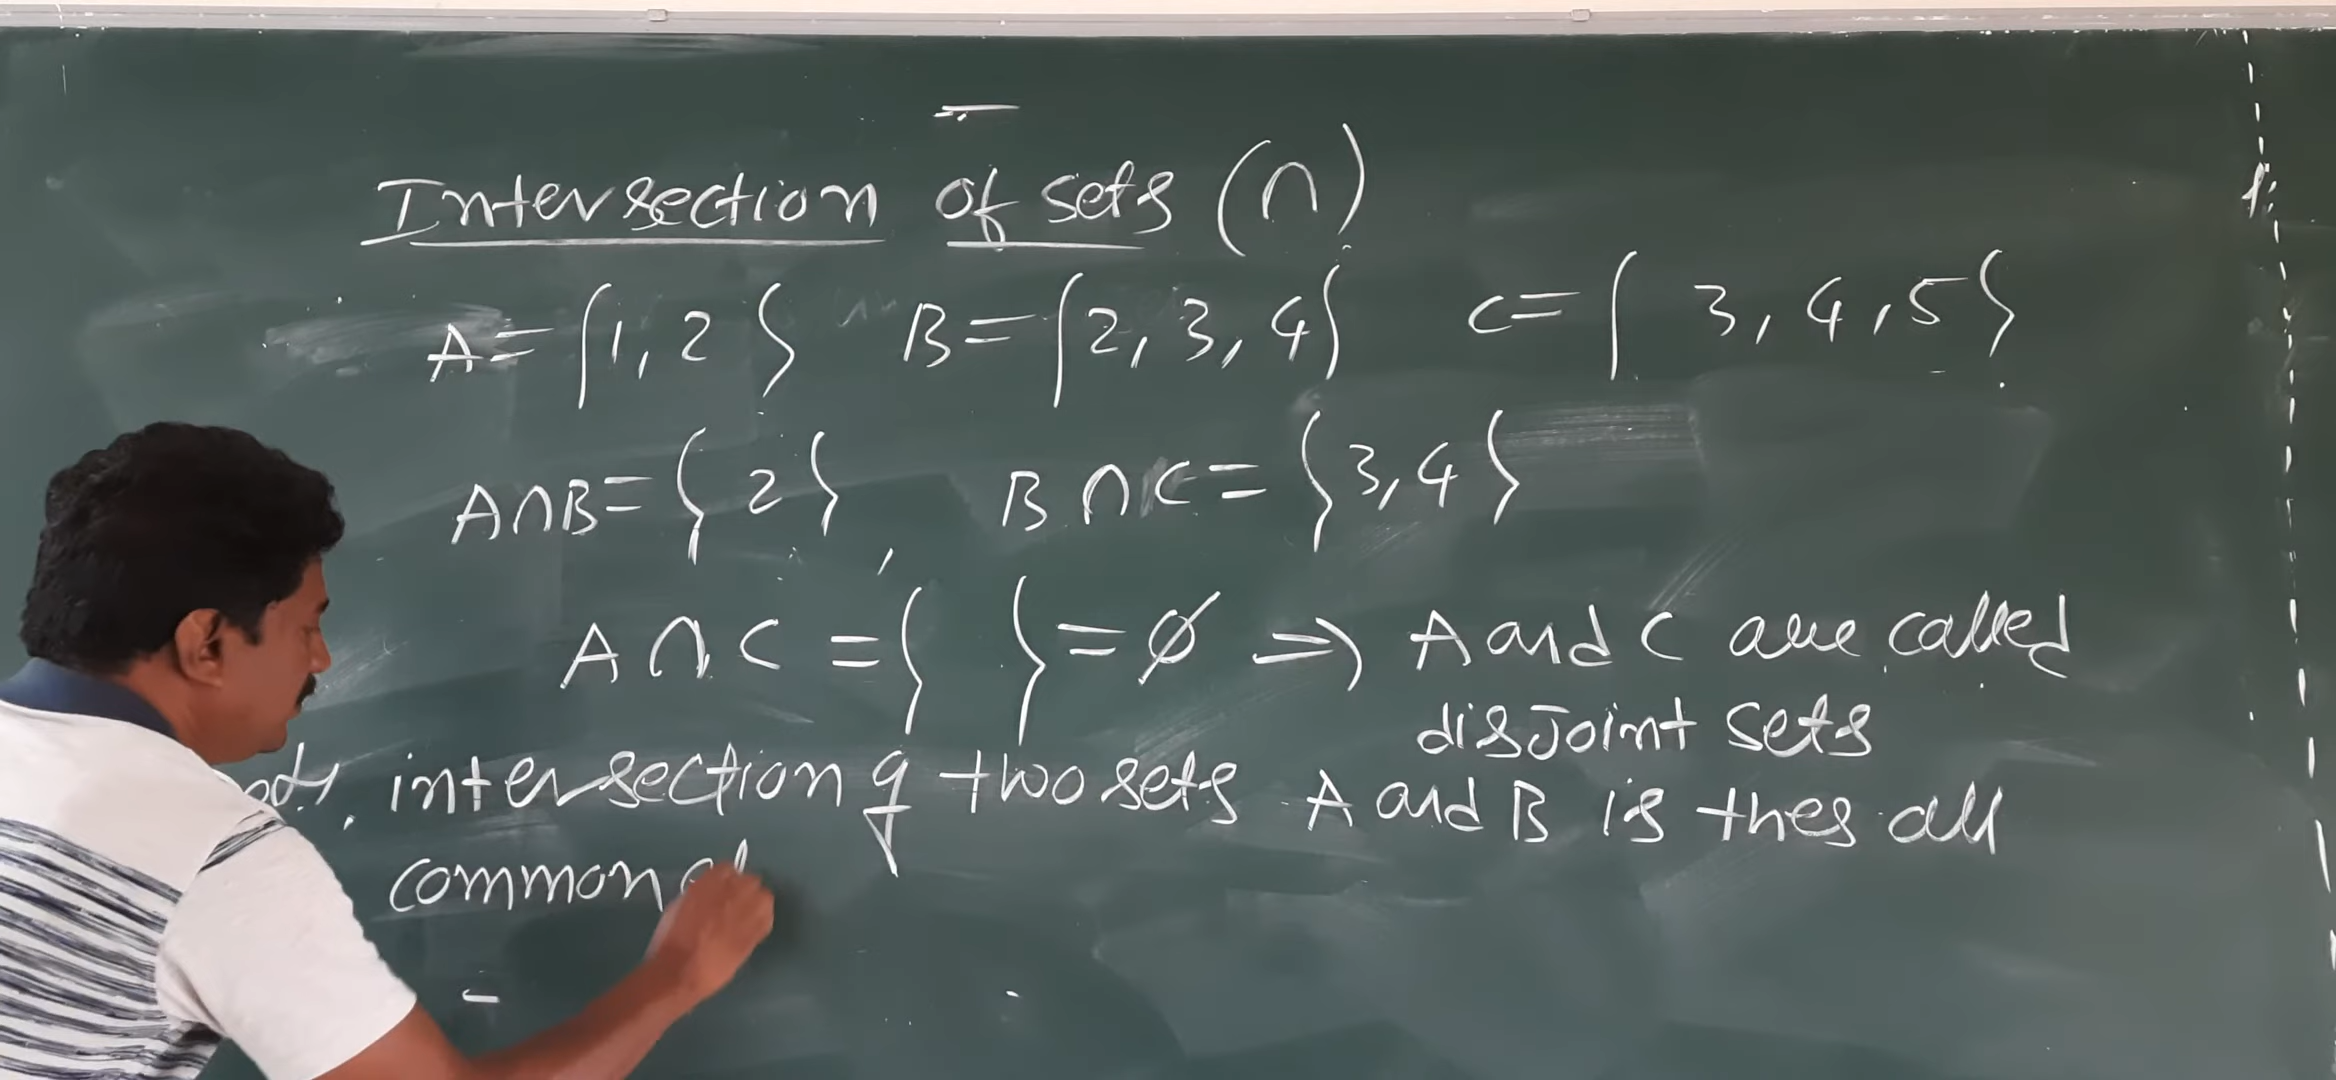 Intersection of sets (∩)
A = {1, 2} B = {2, 3, 4} C = { 3, 4, 5}
A∩B = { 2}, B ∩ C = {3, 4}
A ∩ C = { } = ∅ ⇒ A and C are called
disjoint sets
intersection of two sets A and B is thes all
common